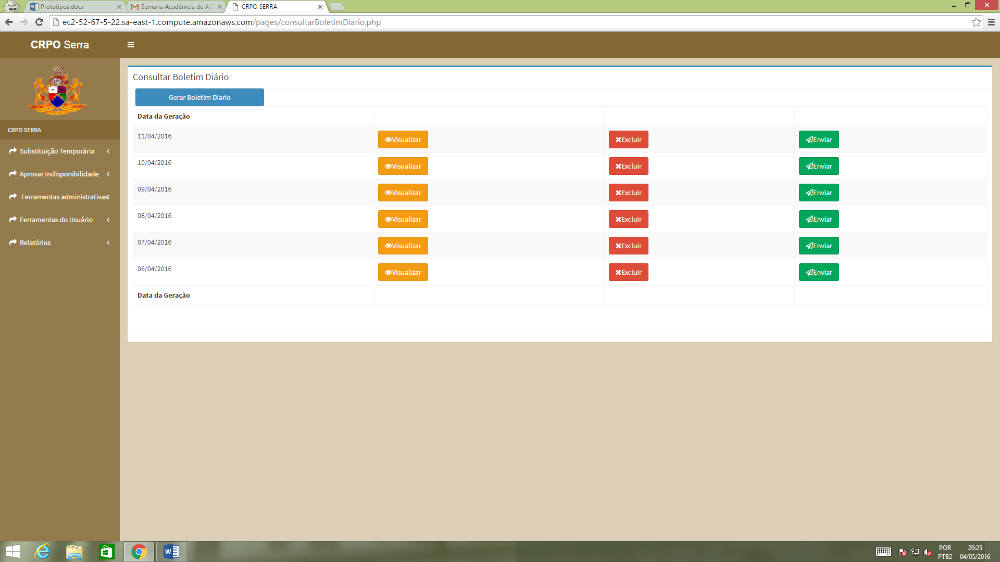 Prototipos.docx
Semana Acadêmcia de AD
CRPO SERRA
ec2-52-67-5-22.sa-east-1.compute.amazonaws.com/pages/consultarBoletimDiario.php
CRPO Serra
CRPO SERRA
Substituição Temporária
Aprovar Indisponibilidade
Ferramentas administrativas
Ferramentas do Usuário
Relatórios
Consultar Boletim Diário
Gerar Boletim Diario
Data da Geração
11/04/2016 Visualizar Excluir Enviar
10/04/2016 Visualizar Excluir Enviar
09/04/2016 Visualizar Excluir Enviar
08/04/2016 Visualizar Excluir Enviar
07/04/2016 Visualizar Excluir Enviar
06/04/2016 Visualizar Excluir Enviar
Data da Geração
POR 20:25
PTB2 04/05/2016